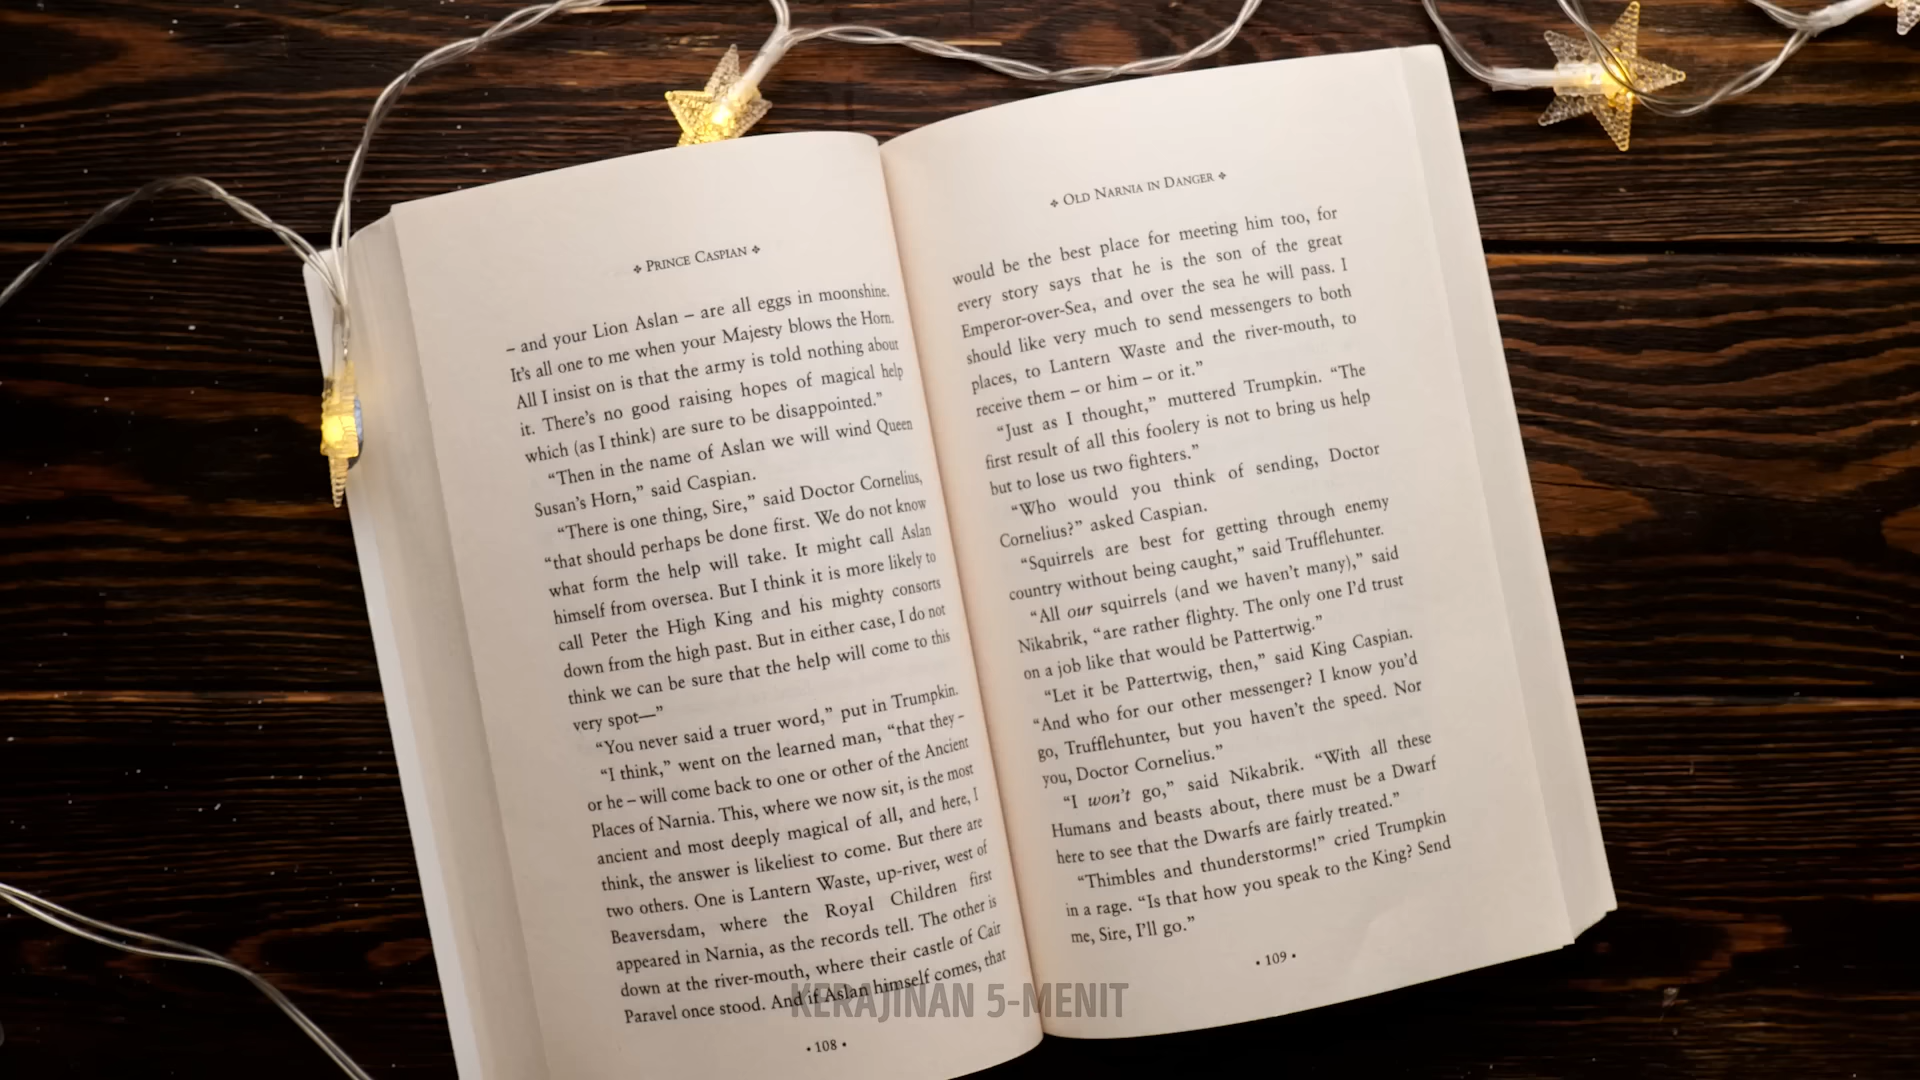 ❖ PRINCE CASPIAN ❖
– and your Lion Aslan – are all eggs in moonshine.
It's all one to me when your Majesty blows the Horn.
All I insist on is that the army is told nothing about
it. There's no good raising hopes of magical help
which (as I think) are sure to be disappointed.”
“Then in the name of Aslan we will wind Queen
Susan's Horn,” said Caspian.
“There is one thing, Sire,” said Doctor Cornelius,
“that should perhaps be done first. We do not know
what form the help will take. It might call Aslan
himself from oversea. But I think it is more likely to
call Peter the High King and his mighty consorts
down from the high past. But in either case, I do not
think we can be sure that the help will come to this
very spot—”
“You never said a truer word,” put in Trumpkin.
“I think,” went on the learned man, “that they –
or he – will come back to one or other of the Ancient
Places of Narnia. This, where we now sit, is the most
ancient and most deeply magical of all, and here, I
think, the answer is likeliest to come. But there are
two others. One is Lantern Waste, up-river, west of
Beaversdam, where the Royal Children first
appeared in Narnia, as the records tell. The other is
down at the river-mouth, where their castle of Cair
Paravel once stood. And if Aslan himself comes, that
• 108 •
❖ OLD NARNIA IN DANGER ❖
would be the best place for meeting him too, for
every story says that he is the son of the great
Emperor-over-Sea, and over the sea he will pass. I
should like very much to send messengers to both
places, to Lantern Waste and the river-mouth, to
receive them – or him – or it.”
“Just as I thought,” muttered Trumpkin. “The
first result of all this foolery is not to bring us help
but to lose us two fighters.”
“Who would you think of sending, Doctor
Cornelius?” asked Caspian.
“Squirrels are best for getting through enemy
country without being caught,” said Trufflehunter.
“All our squirrels (and we haven't many),” said
Nikabrik, “are rather flighty. The only one I'd trust
on a job like that would be Pattertwig.”
“Let it be Pattertwig, then,” said King Caspian.
“And who for our other messenger? I know you'd
go, Trufflehunter, but you haven't the speed. Nor
you, Doctor Cornelius.”
“I won't go,” said Nikabrik. “With all these
Humans and beasts about, there must be a Dwarf
here to see that the Dwarfs are fairly treated.”
“Thimbles and thunderstorms!” cried Trumpkin
in a rage. “Is that how you speak to the King? Send
me, Sire, I'll go.”
• 109 •
KERAJINAN 5-MENIT